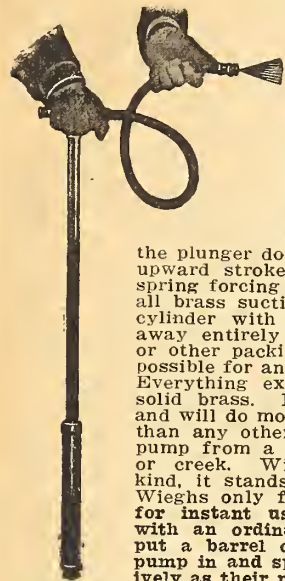 the plunger do
upward stroke
spring forcing
all brass sucti
cylinder with
away entirely
or other packi
possible for an
Everything ex
solid brass. I
and will do mo
than any other
pump from a
or creek. Wi
kind, it stands
Wieghs only f
for instant us
with an ordina
put a barrel o
pump in and sp
ively as their p